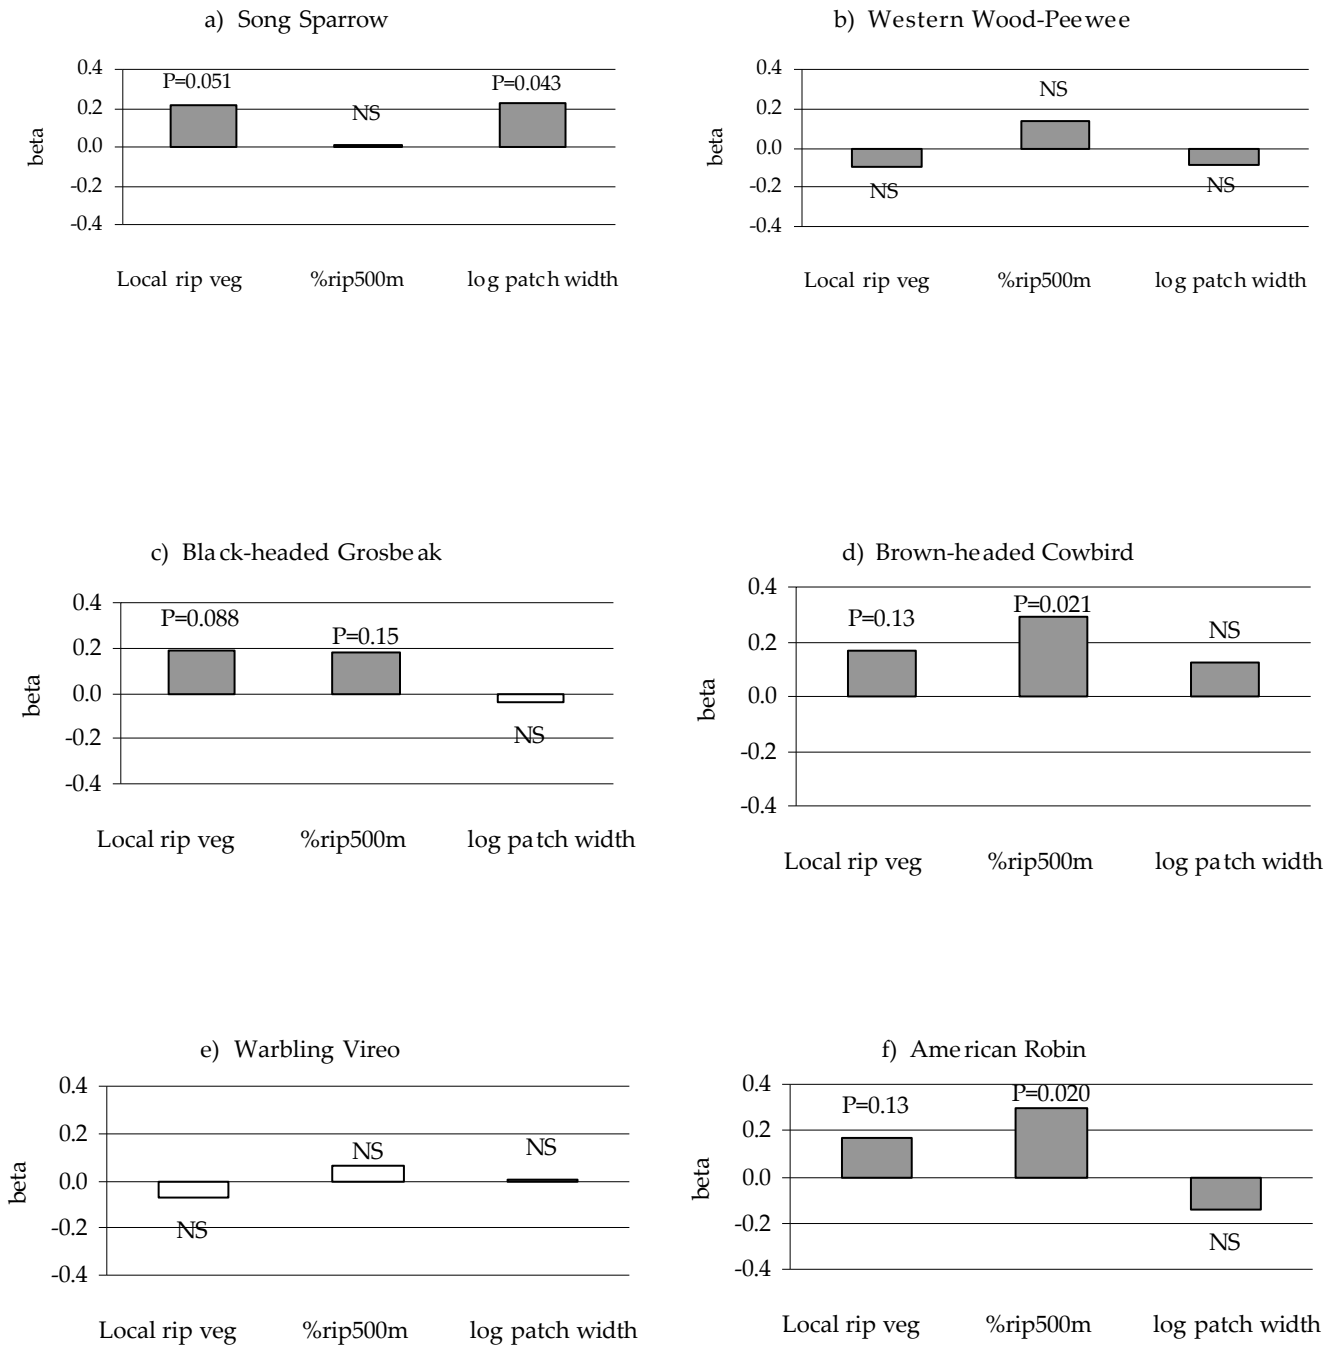 a) Song Sparrow
0.4
P=0.051
P=0.043
0.2
NS
0.0
-0.2
-0.4
beta
Local rip veg
%rip500m
log patch width
b) Western Wood-Peewee
0.4
NS
0.2
0.0
-0.2
NS
NS
-0.4
beta
Local rip veg
%rip500m
log patch width
c) Black-headed Grosbeak
0.4
P=0.088
P=0.15
0.2
0.0
-0.2
NS
-0.4
beta
Local rip veg
%rip500m
log patch width
d) Brown-headed Cowbird
0.4
P=0.13
P=0.021
NS
0.2
0.0
-0.2
-0.4
beta
Local rip veg
%rip500m
log patch width
e) Warbling Vireo
0.4
0.2
NS
NS
0.0
-0.2
NS
-0.4
beta
Local rip veg
%rip500m
log patch width
f) American Robin
0.4
P=0.13
P=0.020
0.2
0.0
-0.2
NS
-0.4
beta
Local rip veg
%rip500m
log patch width